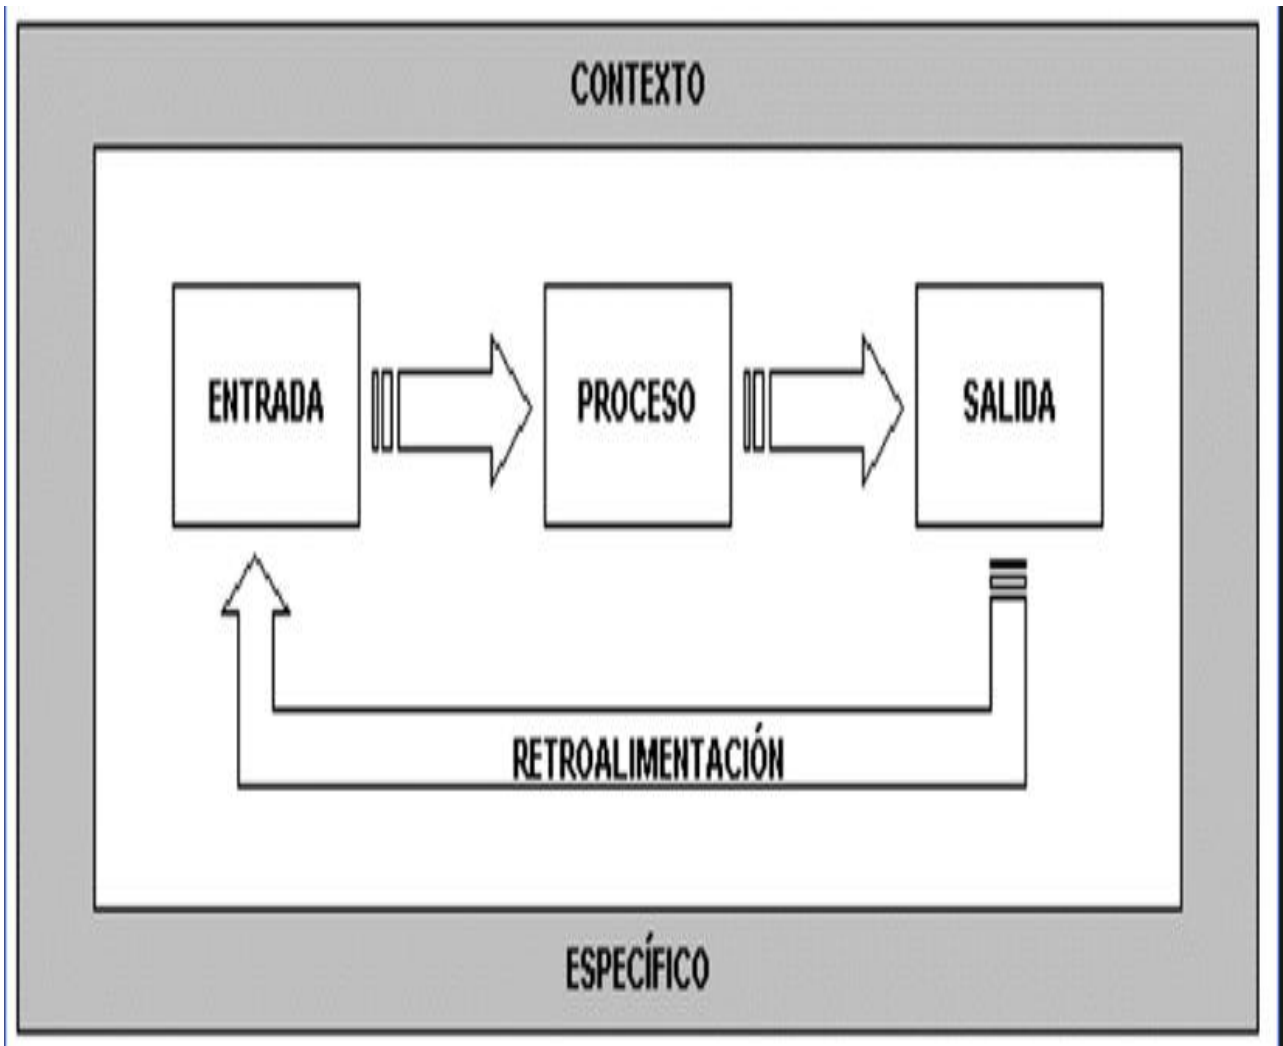 CONTEXTO
ENTRADA
PROCESO
SALIDA
RETROALIMENTACIÓN
ESPECÍFICO